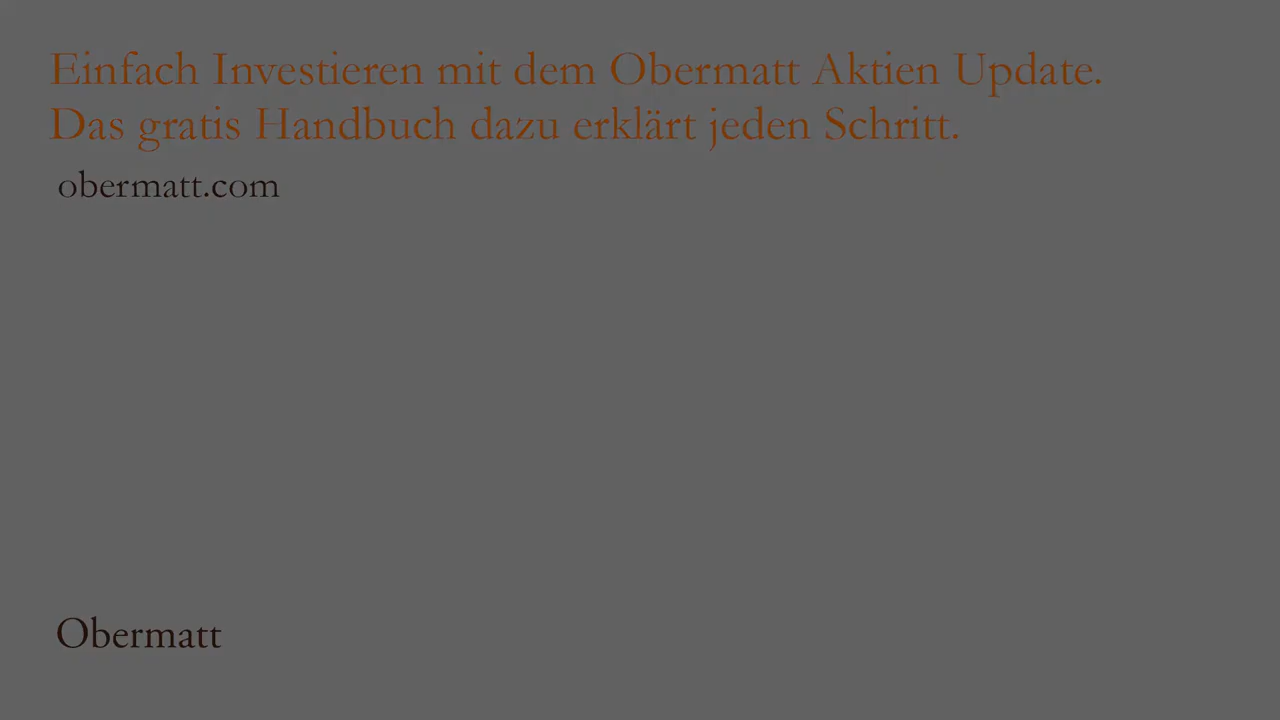 Einfach Investieren mit dem Obermatt Aktien Update.
Das gratis Handbuch dazu erklärt jeden Schritt.
obermatt.com
Obermatt